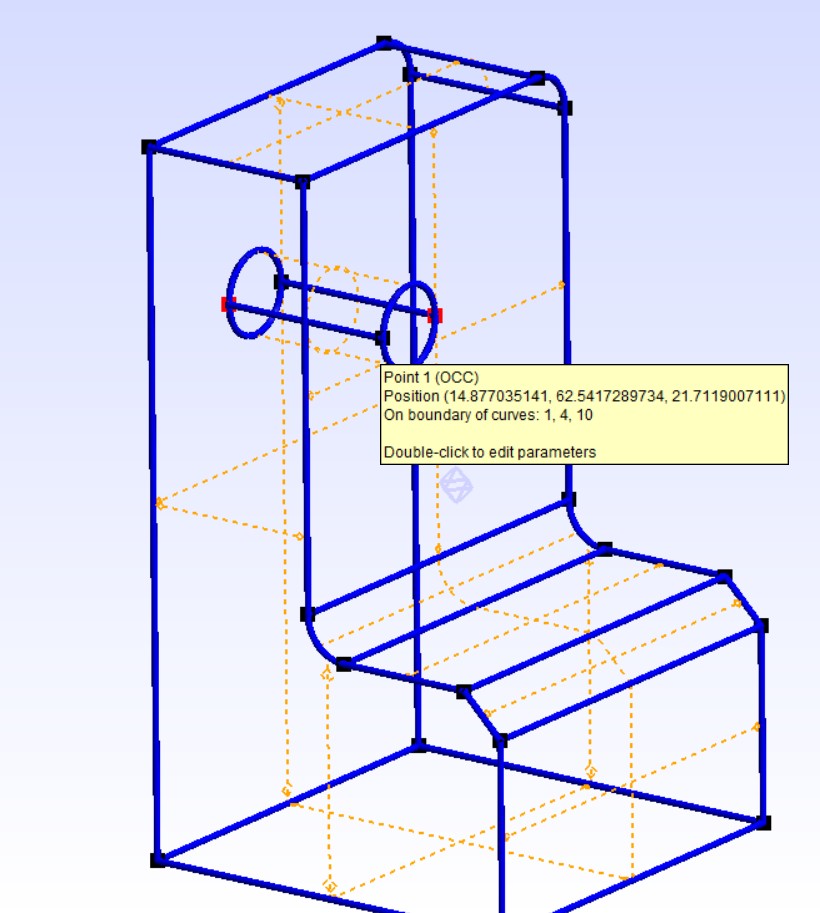 Point 1 (OCC)
Position (14.877035141, 62.5417289734, 21.7119007111)
On boundary of curves: 1, 4, 10
Double-click to edit parameters